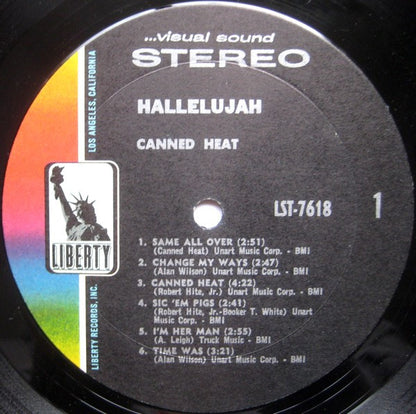 ...visual sound
STEREO
HALLELUJAH
CANNED HEAT
LST-7618
1
1. SAME ALL OVER (2:51)
(Canned Heat) Unart Music Corp. - BMI
2. CHANGE MY WAYS (2:47)
(Alan Wilson) Unart Music Corp. - BMI
3. CANNED HEAT (4:22)
(Robert Hite, Jr.) Unart Music Corp. - BMI
4. SIC 'EM PIGS (2:41)
(Robert Hite, Jr.-Booker T. White) Unart Music
Corp. - BMI
5. I'M HER MAN (2:55)
(A. Leigh) Truck Music - BMI
6. TIME WAS (3:21)
(Alan Wilson) Unart Music Corp. - BMI
LIBERTY
LIBERTY RECORDS, INC.
LOS ANGELES, CALIFORNIA